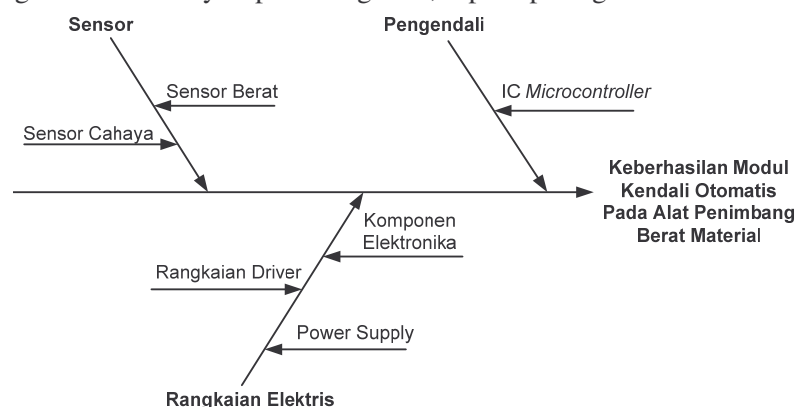 Sensor
Pengendali
Sensor Berat
IC Microcontroller
Sensor Cahaya
Keberhasilan Modul
Kendali Otomatis
Pada Alat Penimbang
Berat Material
Komponen
Elektronika
Rangkaian Driver
Power Supply
Rangkaian Elektris